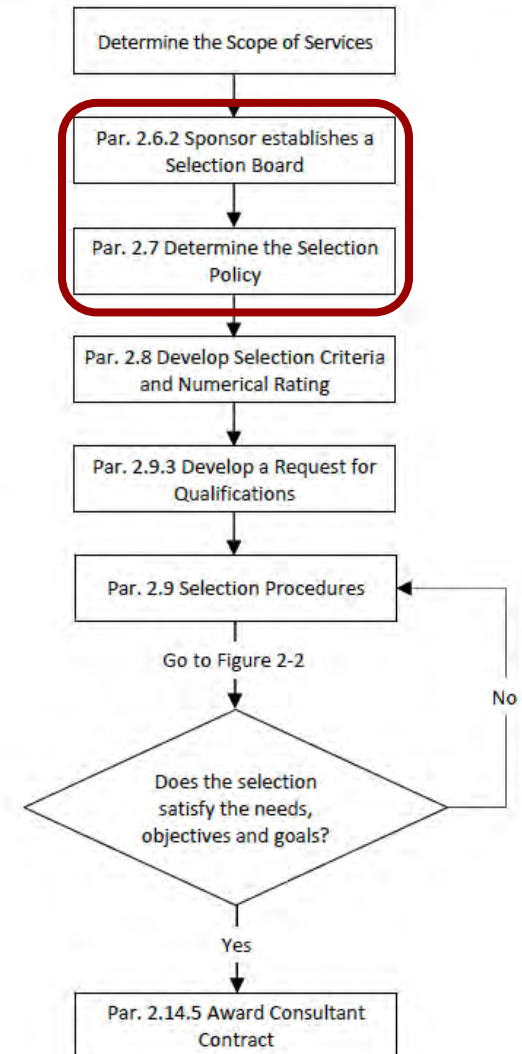 Determine the Scope of Services
Par. 2.6.2 Sponsor establishes a
Selection Board
Par. 2.7 Determine the Selection
Policy
Par. 2.8 Develop Selection Criteria
and Numerical Rating
Par. 2.9.3 Develop a Request for
Qualifications
Par. 2.9 Selection Procedures
Go to Figure 2-2
No
Does the selection
satisfy the needs,
objectives and goals?
Yes
Par. 2.14.5 Award Consultant
Contract